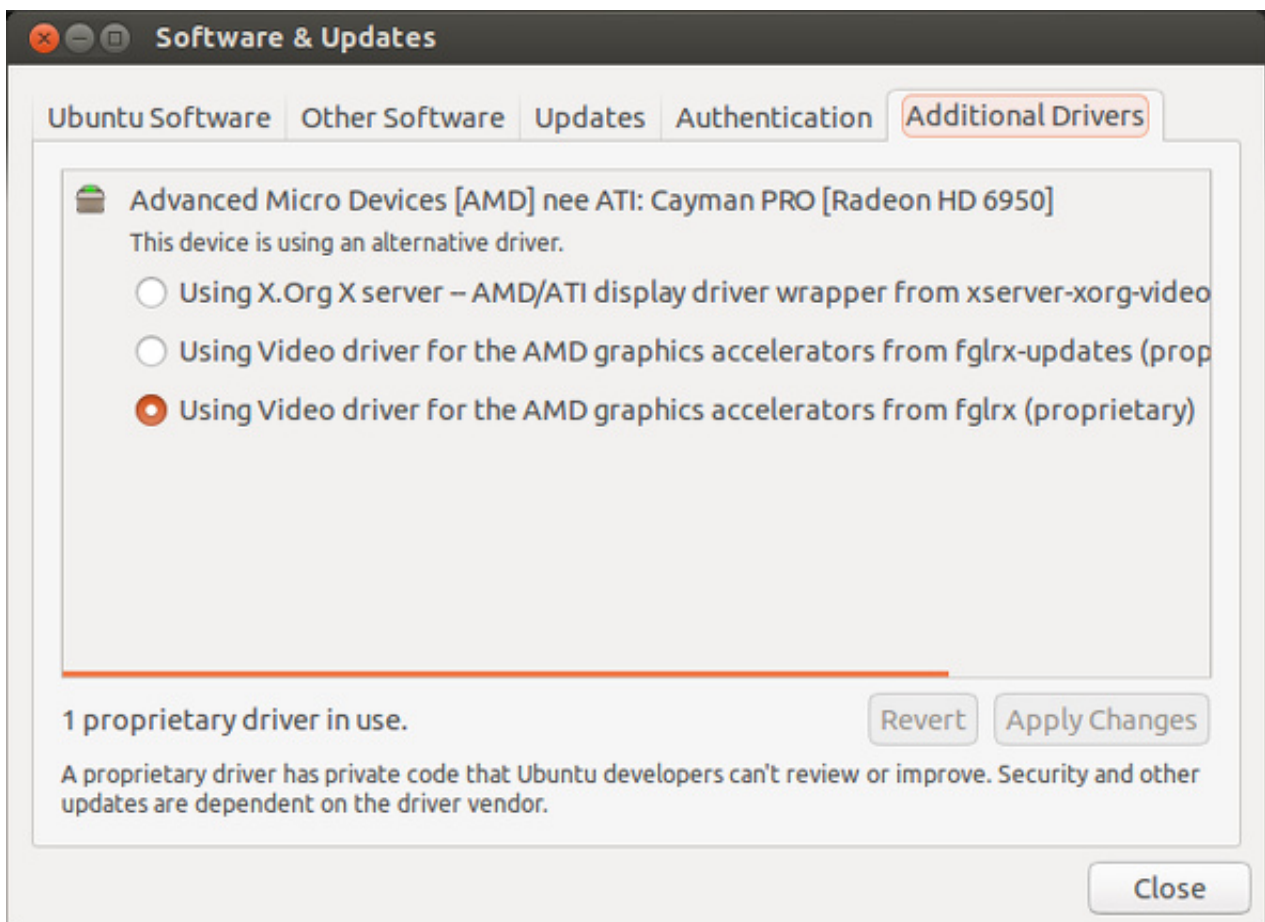 Software & Updates
Ubuntu Software Other Software Updates Authentication Additional Drivers
Advanced Micro Devices [AMD] nee ATI: Cayman PRO [Radeon HD 6950]
This device is using an alternative driver.
Using X.Org X server -- AMD/ATI display driver wrapper from xserver-xorg-video
Using Video driver for the AMD graphics accelerators from fglrx-updates (prop
Using Video driver for the AMD graphics accelerators from fglrx (proprietary)
1 proprietary driver in use.
Revert Apply Changes
A proprietary driver has private code that Ubuntu developers can't review or improve. Security and other
updates are dependent on the driver vendor.
Close